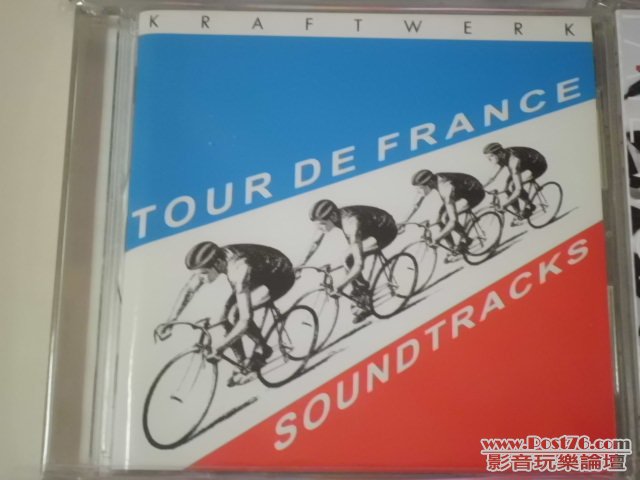 KRAFTWERK
TOUR DE FRANCE
SOUNDTRACKS
www.Post76.com
影音玩樂論壇